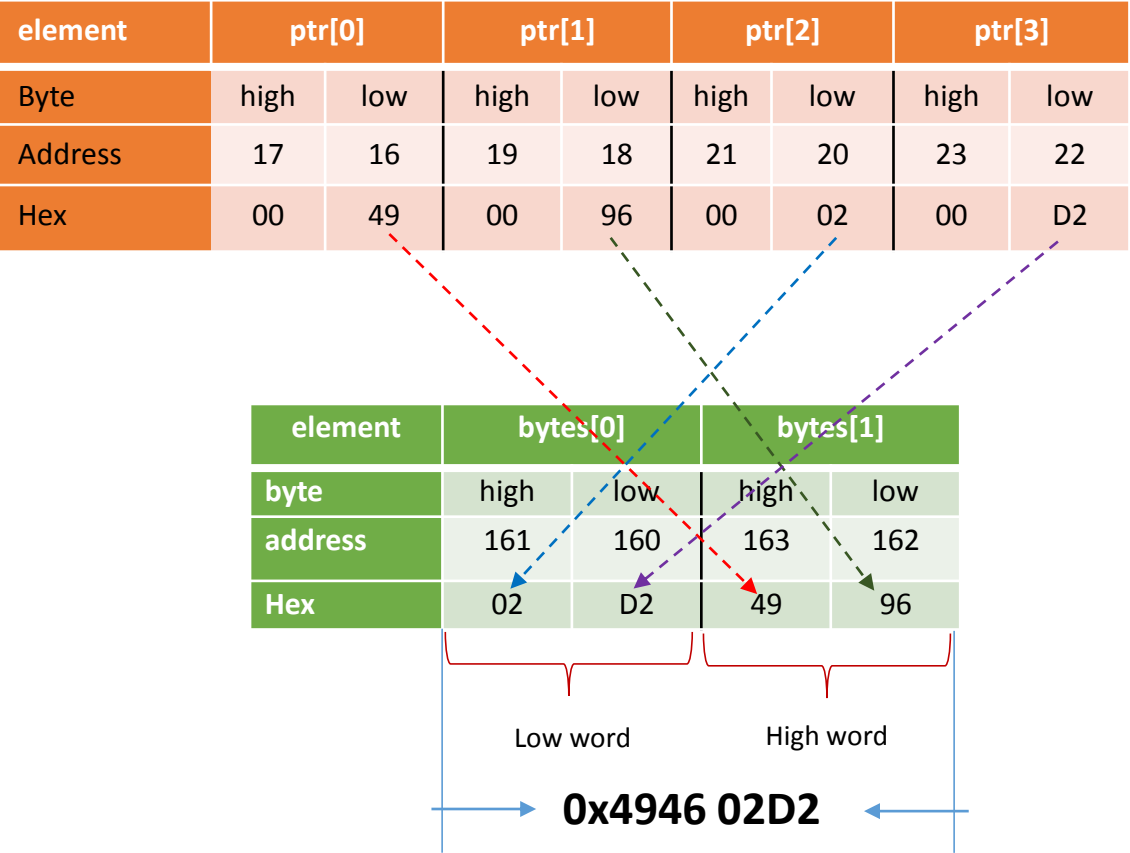 element ptr[0] ptr[1] ptr[2] ptr[3]
Byte high low high low high low high low
Address 17 16 19 18 21 20 23 22
Hex 00 49 00 96 00 02 00 D2
element bytes[0] bytes[1]
byte high low high low
address 161 160 163 162
Hex 02 D2 49 96
Low word High word
0x4946 02D2